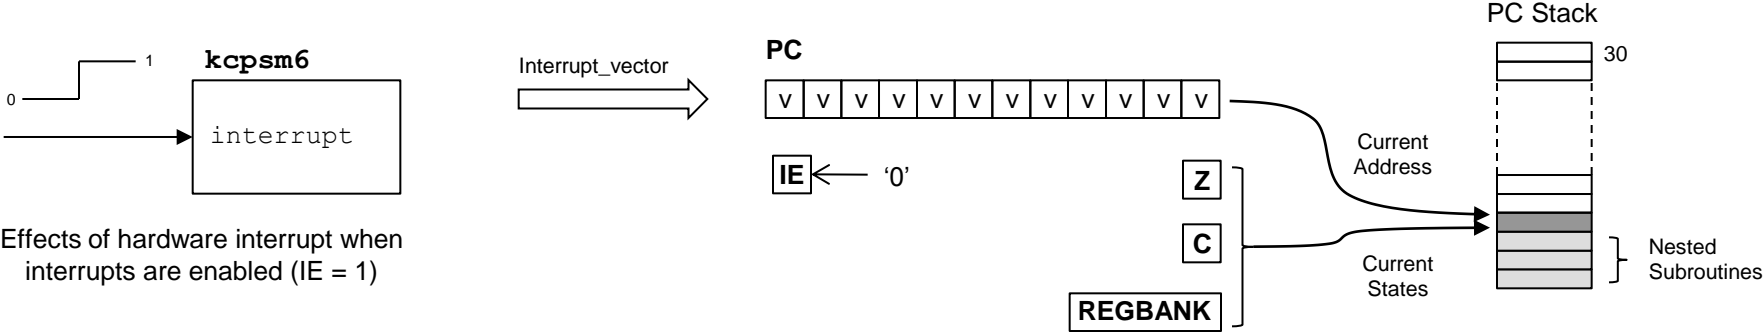 PC Stack
30
1
0
kcpsm6
interrupt
Interrupt_vector
PC
v v v v v v v v v v v v
IE
‘0’
Z
C
REGBANK
Current
Address
Current
States
Nested
Subroutines
Effects of hardware interrupt when
interrupts are enabled (IE = 1)